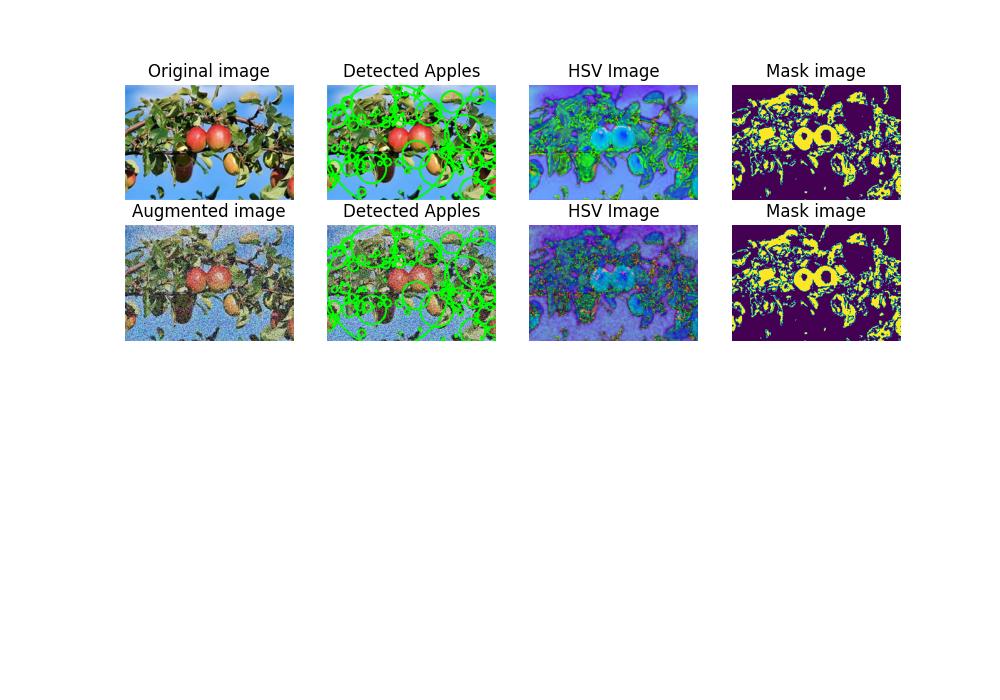 Original image
Detected Apples
HSV Image
Mask image
Augmented image
Detected Apples
HSV Image
Mask image